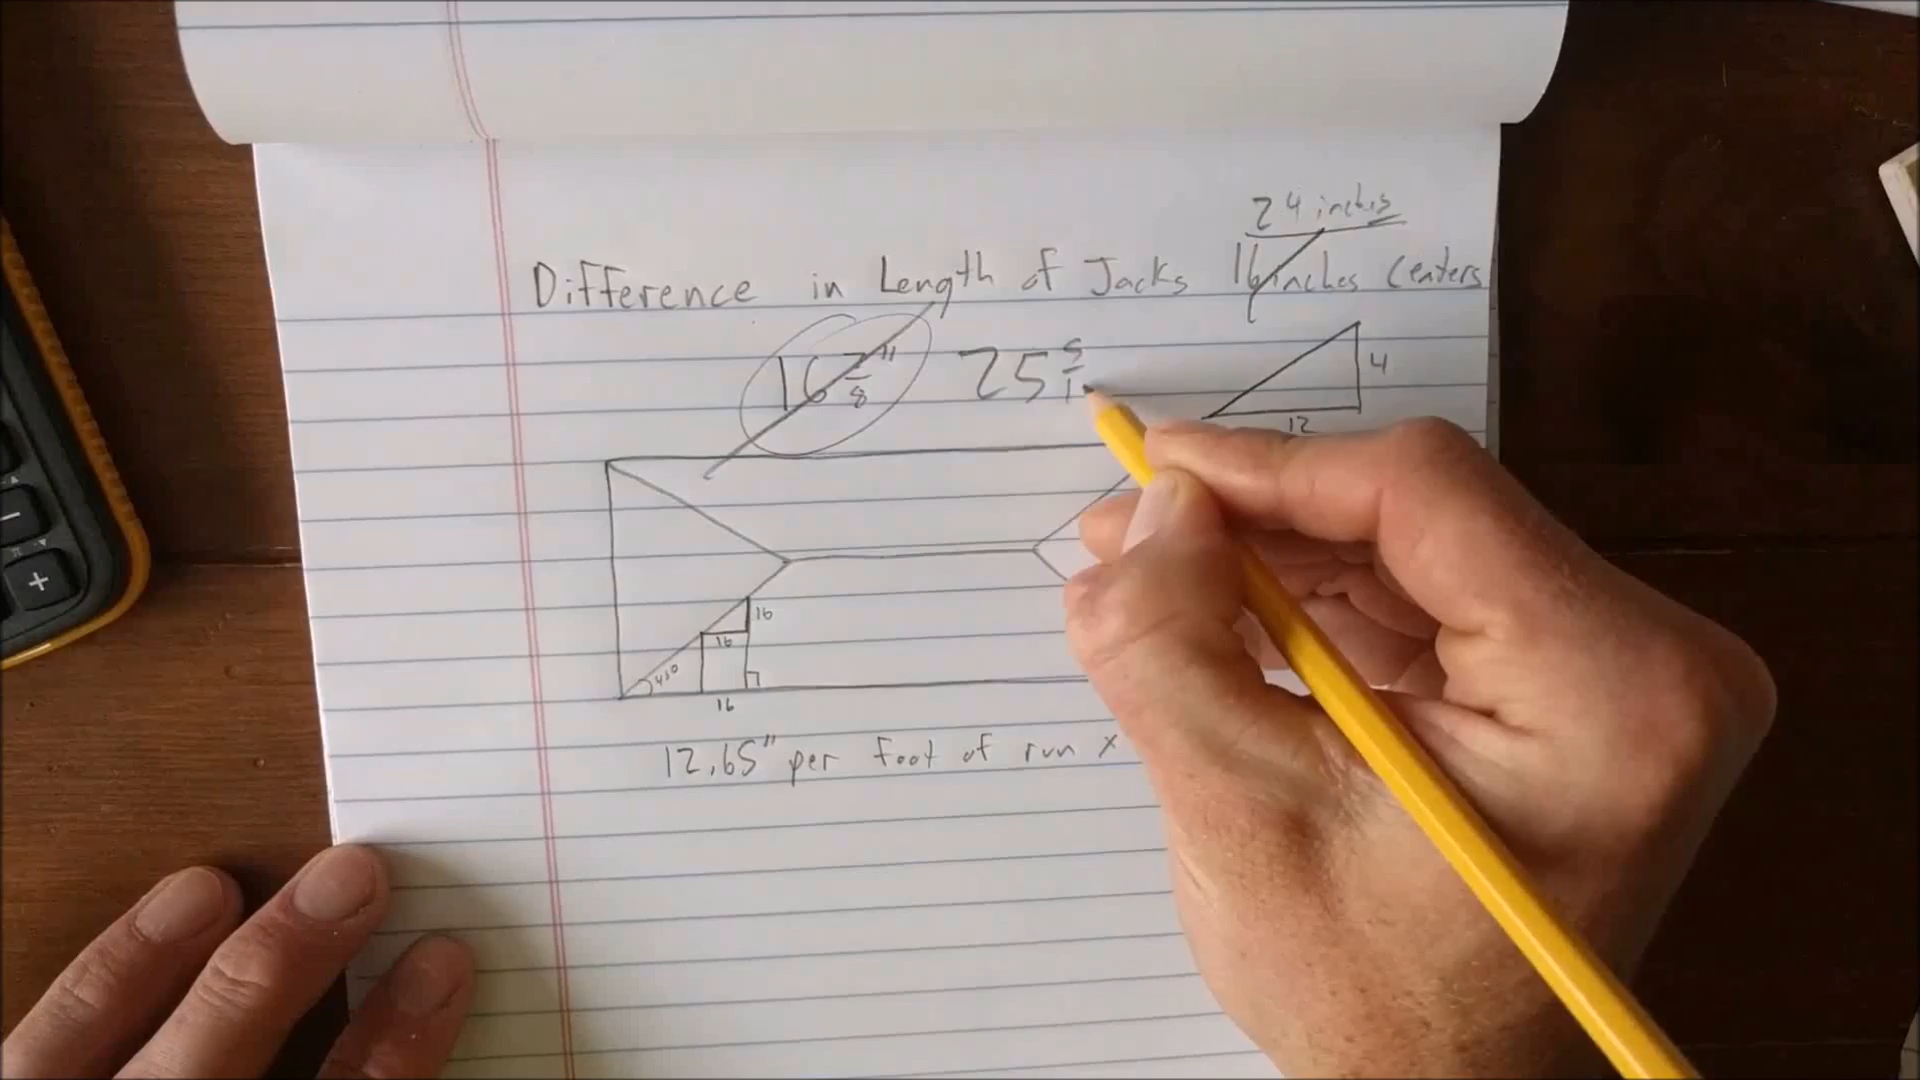 24 inches
Difference in Length of Jacks 16 inches Centers
16 7/8" 25 5/1
4
12
16
16
45°
16
12.65" per foot of run x
+